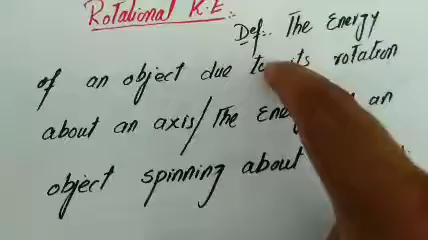 Rotational K.E:.
Def:. The Energy
of an object due to its rotation
about an axis/The an
object spinning about